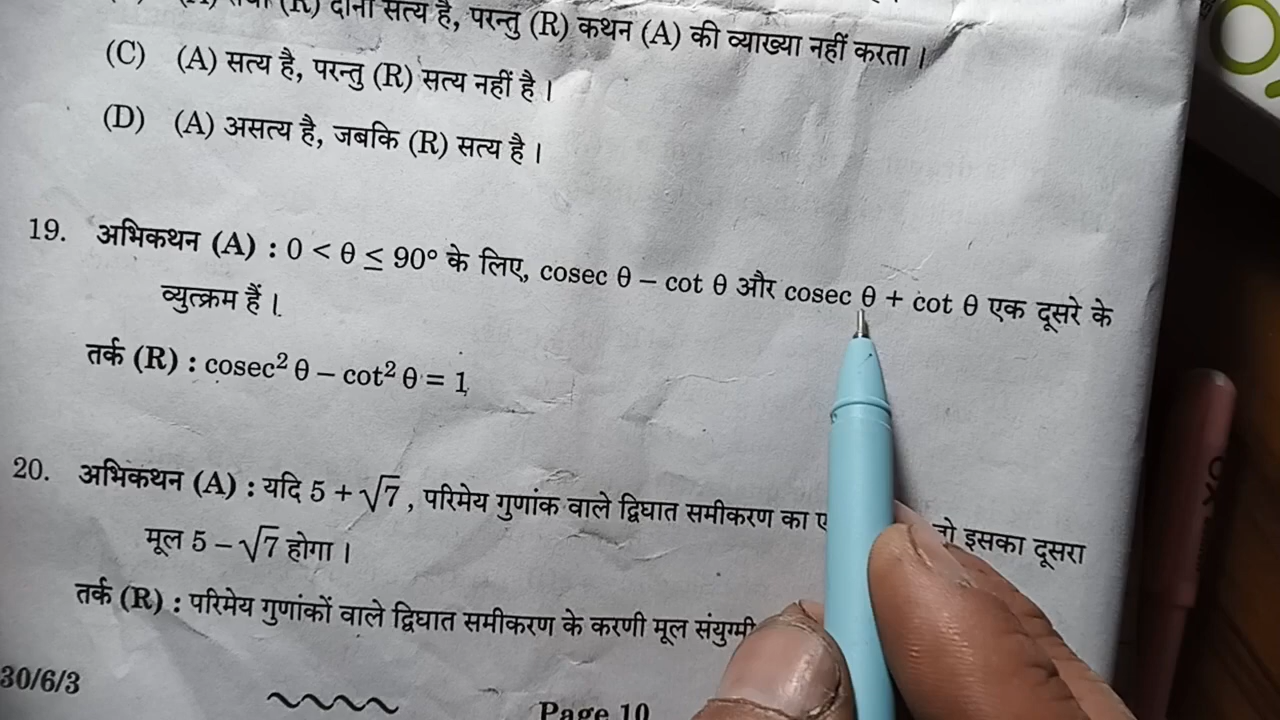 (R) दोनों सत्य है, परन्तु (R) कथन (A) की व्याख्या नहीं करता ।
(C) (A) सत्य है, परन्तु (R) सत्य नहीं है ।
(D) (A) असत्य है, जबकि (R) सत्य है ।
19. अभिकथन (A) : 0 < θ ≤ 90° के लिए, cosec θ – cot θ और cosec θ + cot θ एक दूसरे के
व्युत्क्रम हैं ।
तर्क (R) : cosec² θ – cot² θ = 1
20. अभिकथन (A) : यदि 5 + √7, परिमेय गुणांक वाले द्विघात समीकरण का इसका दूसरा
मूल 5 – √7 होगा ।
तर्क (R) : परिमेय गुणांकों वाले द्विघात समीकरण के करणी मूल
30/6/3
Page 10